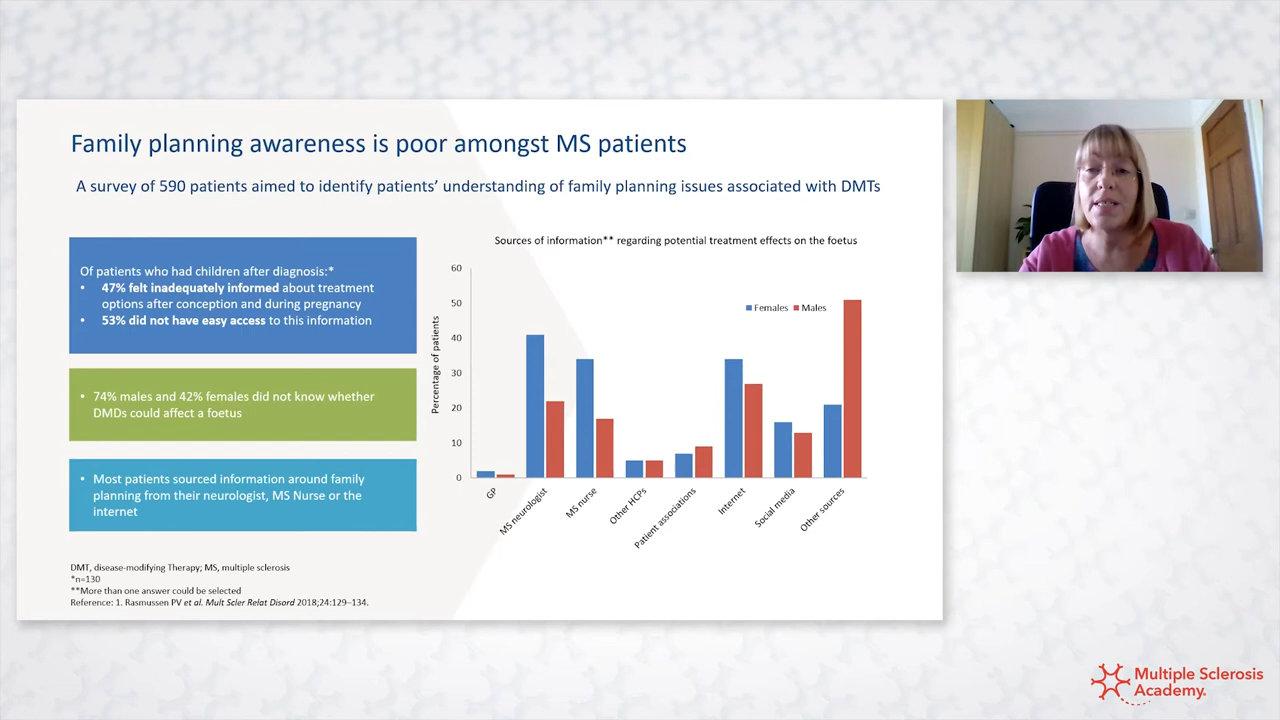 Family planning awareness is poor amongst MS patients
A survey of 590 patients aimed to identify patients' understanding of family planning issues associated with DMTs
Of patients who had children after diagnosis:*
• 47% felt inadequately informed about treatment
options after conception and during pregnancy
• 53% did not have easy access to this information
• 74% males and 42% females did not know whether
DMDs could affect a foetus
• Most patients sourced information around family
planning from their neurologist, MS Nurse or the
internet
Sources of information** regarding potential treatment effects on the foetus
Percentage of patients
60
50
40
30
20
10
0
Females Males
GP
MS neurologist
MS nurse
Other HCPs
Patient associations
Internet
Social media
Other sources
DMT, disease-modifying Therapy; MS, multiple sclerosis
*n=130
**More than one answer could be selected
Reference: 1. Rasmussen PV et al. Mult Scler Relat Disord 2018;24:129–134.
Multiple Sclerosis
Academy.